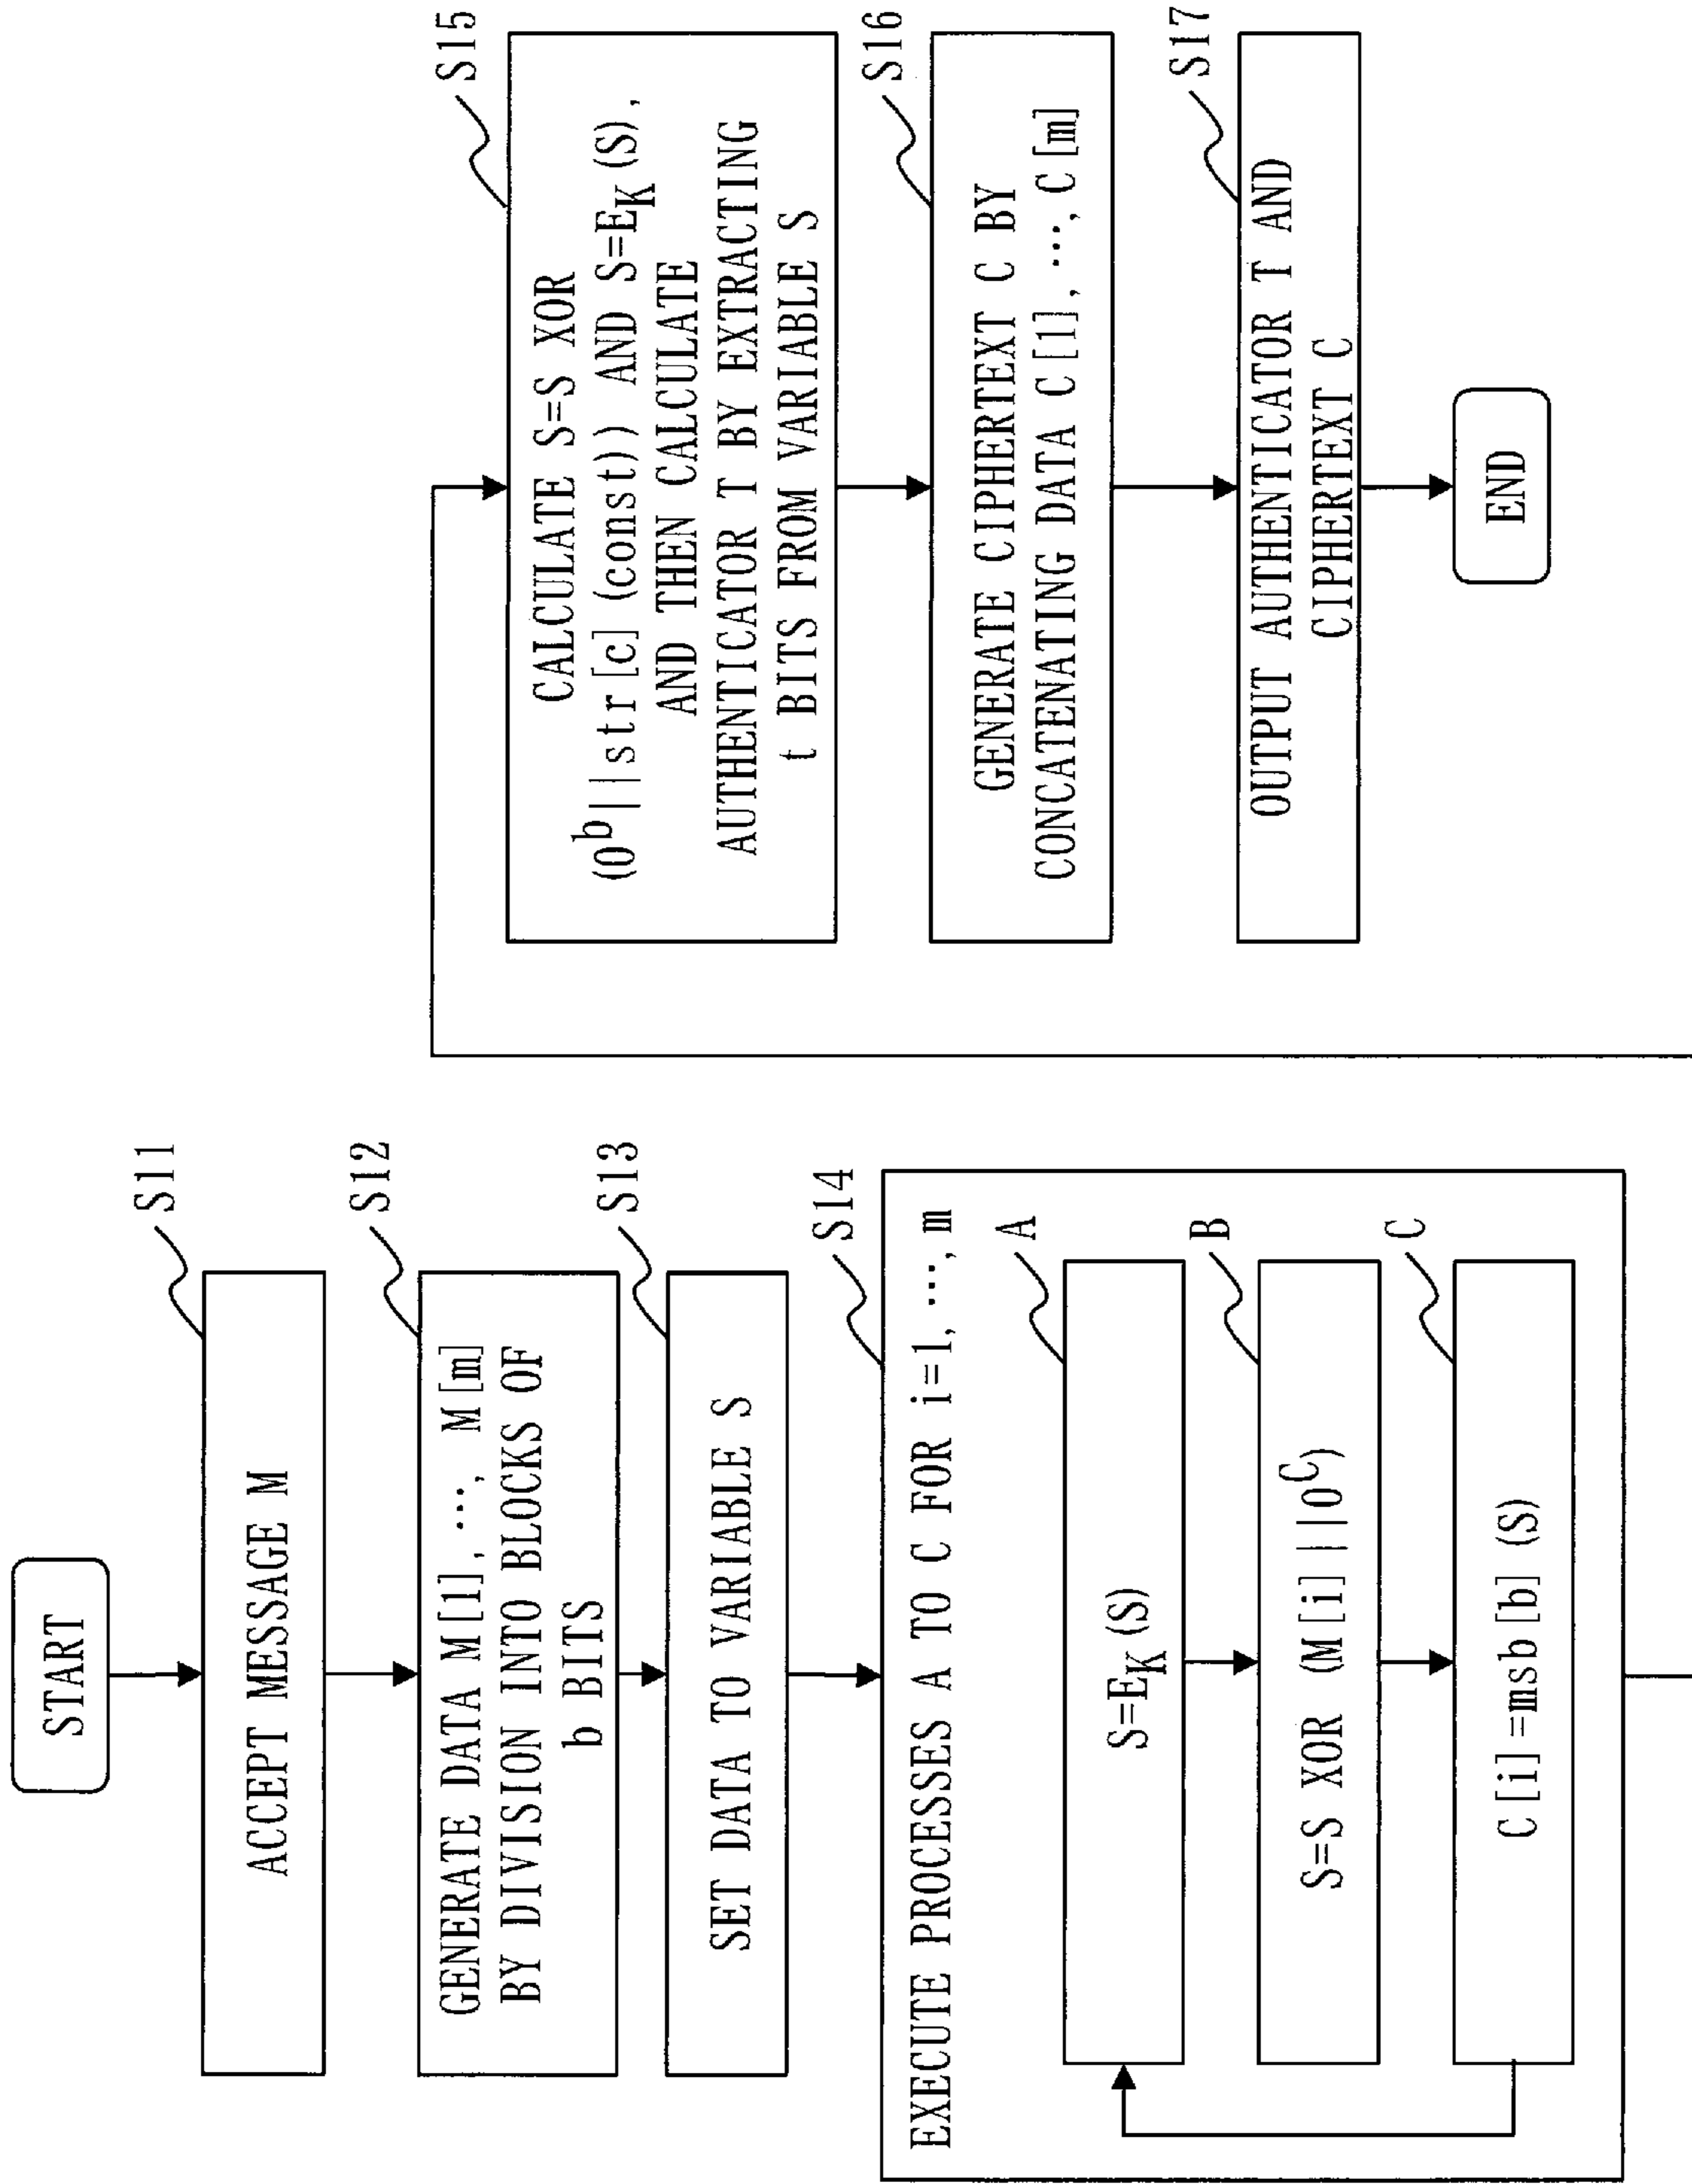 START
S11
ACCEPT MESSAGE M
S12
GENERATE DATA M[1], ···, M[m]
BY DIVISION INTO BLOCKS OF
b BITS
S13
SET DATA TO VARIABLE S
S14
EXECUTE PROCESSES A TO C FOR i=1, ···, m
A
S=E_K(S)
B
S=S XOR (M[i]||0^C)
C
C[i]=msb[b](S)
S15
CALCULATE S=S XOR
(0^b||str[c](const)) AND S=E_K(S),
AND THEN CALCULATE
AUTHENTICATOR T BY EXTRACTING
t BITS FROM VARIABLE S
S16
GENERATE CIPHERTEXT C BY
CONCATENATING DATA C[1], ···, C[m]
S17
OUTPUT AUTHENTICATOR T AND
CIPHERTEXT C
END